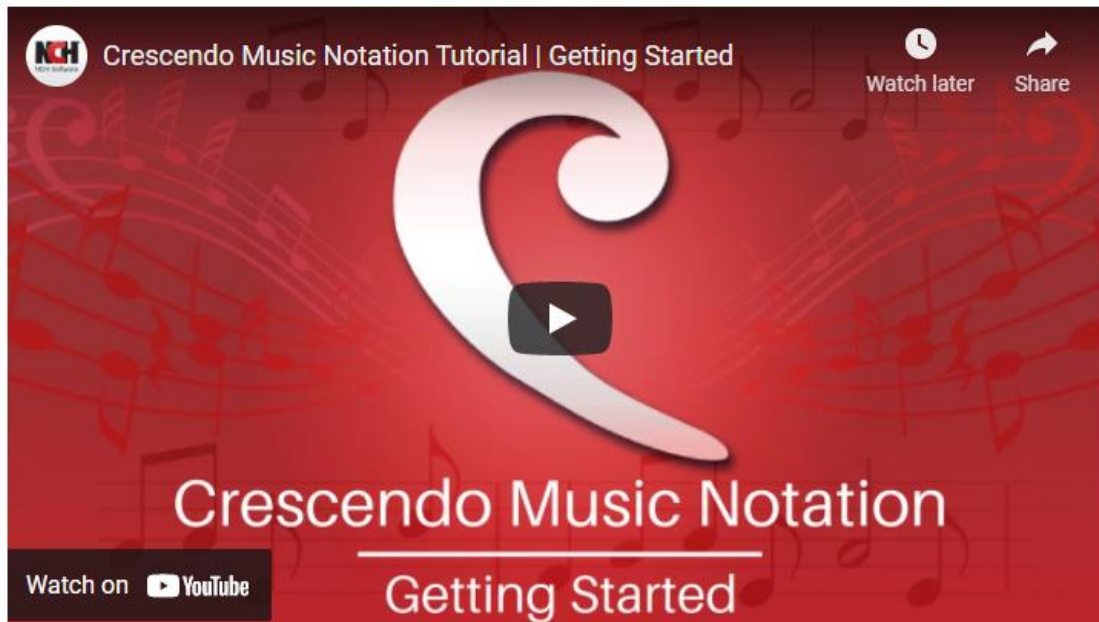 NCH
NCH Software
Crescendo Music Notation Tutorial | Getting Started
Watch later
Share
Crescendo Music Notation
Getting Started
Watch on YouTube